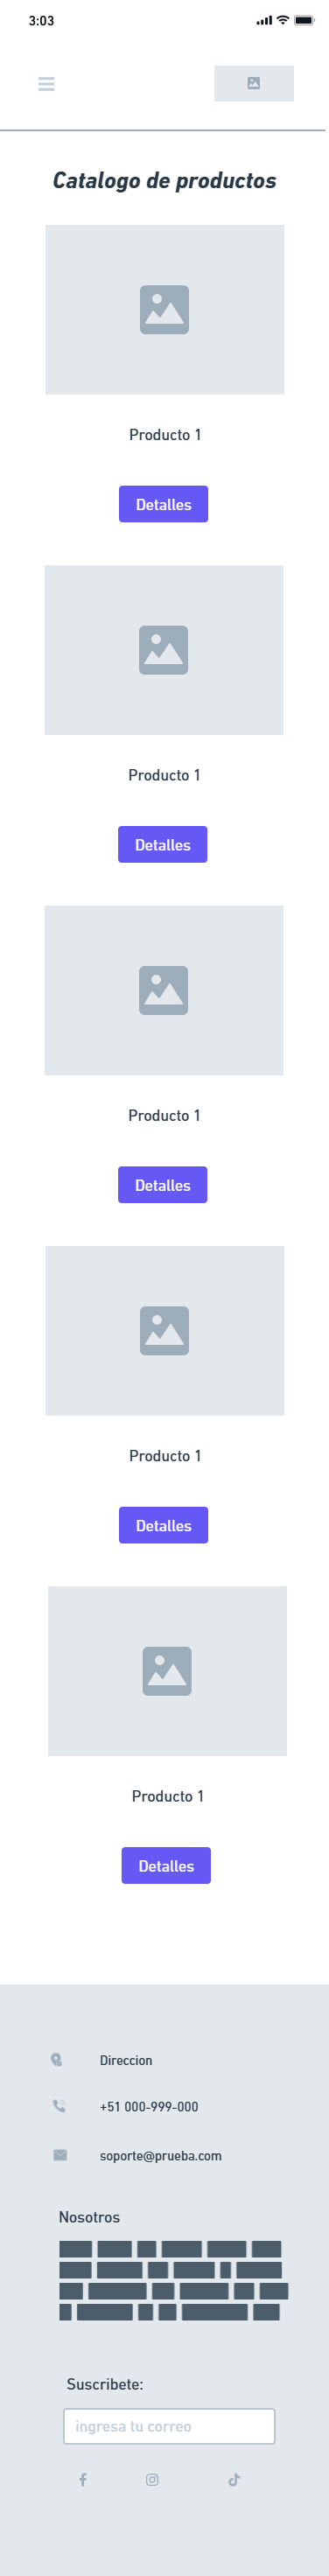 3:03
Catalogo de productos
Producto 1
Detalles
Producto 1
Detalles
Producto 1
Detalles
Producto 1
Detalles
Producto 1
Detalles
Direccion
+51 000-999-000
soporte@prueba.com
Nosotros
Suscribete:
ingresa tu correo